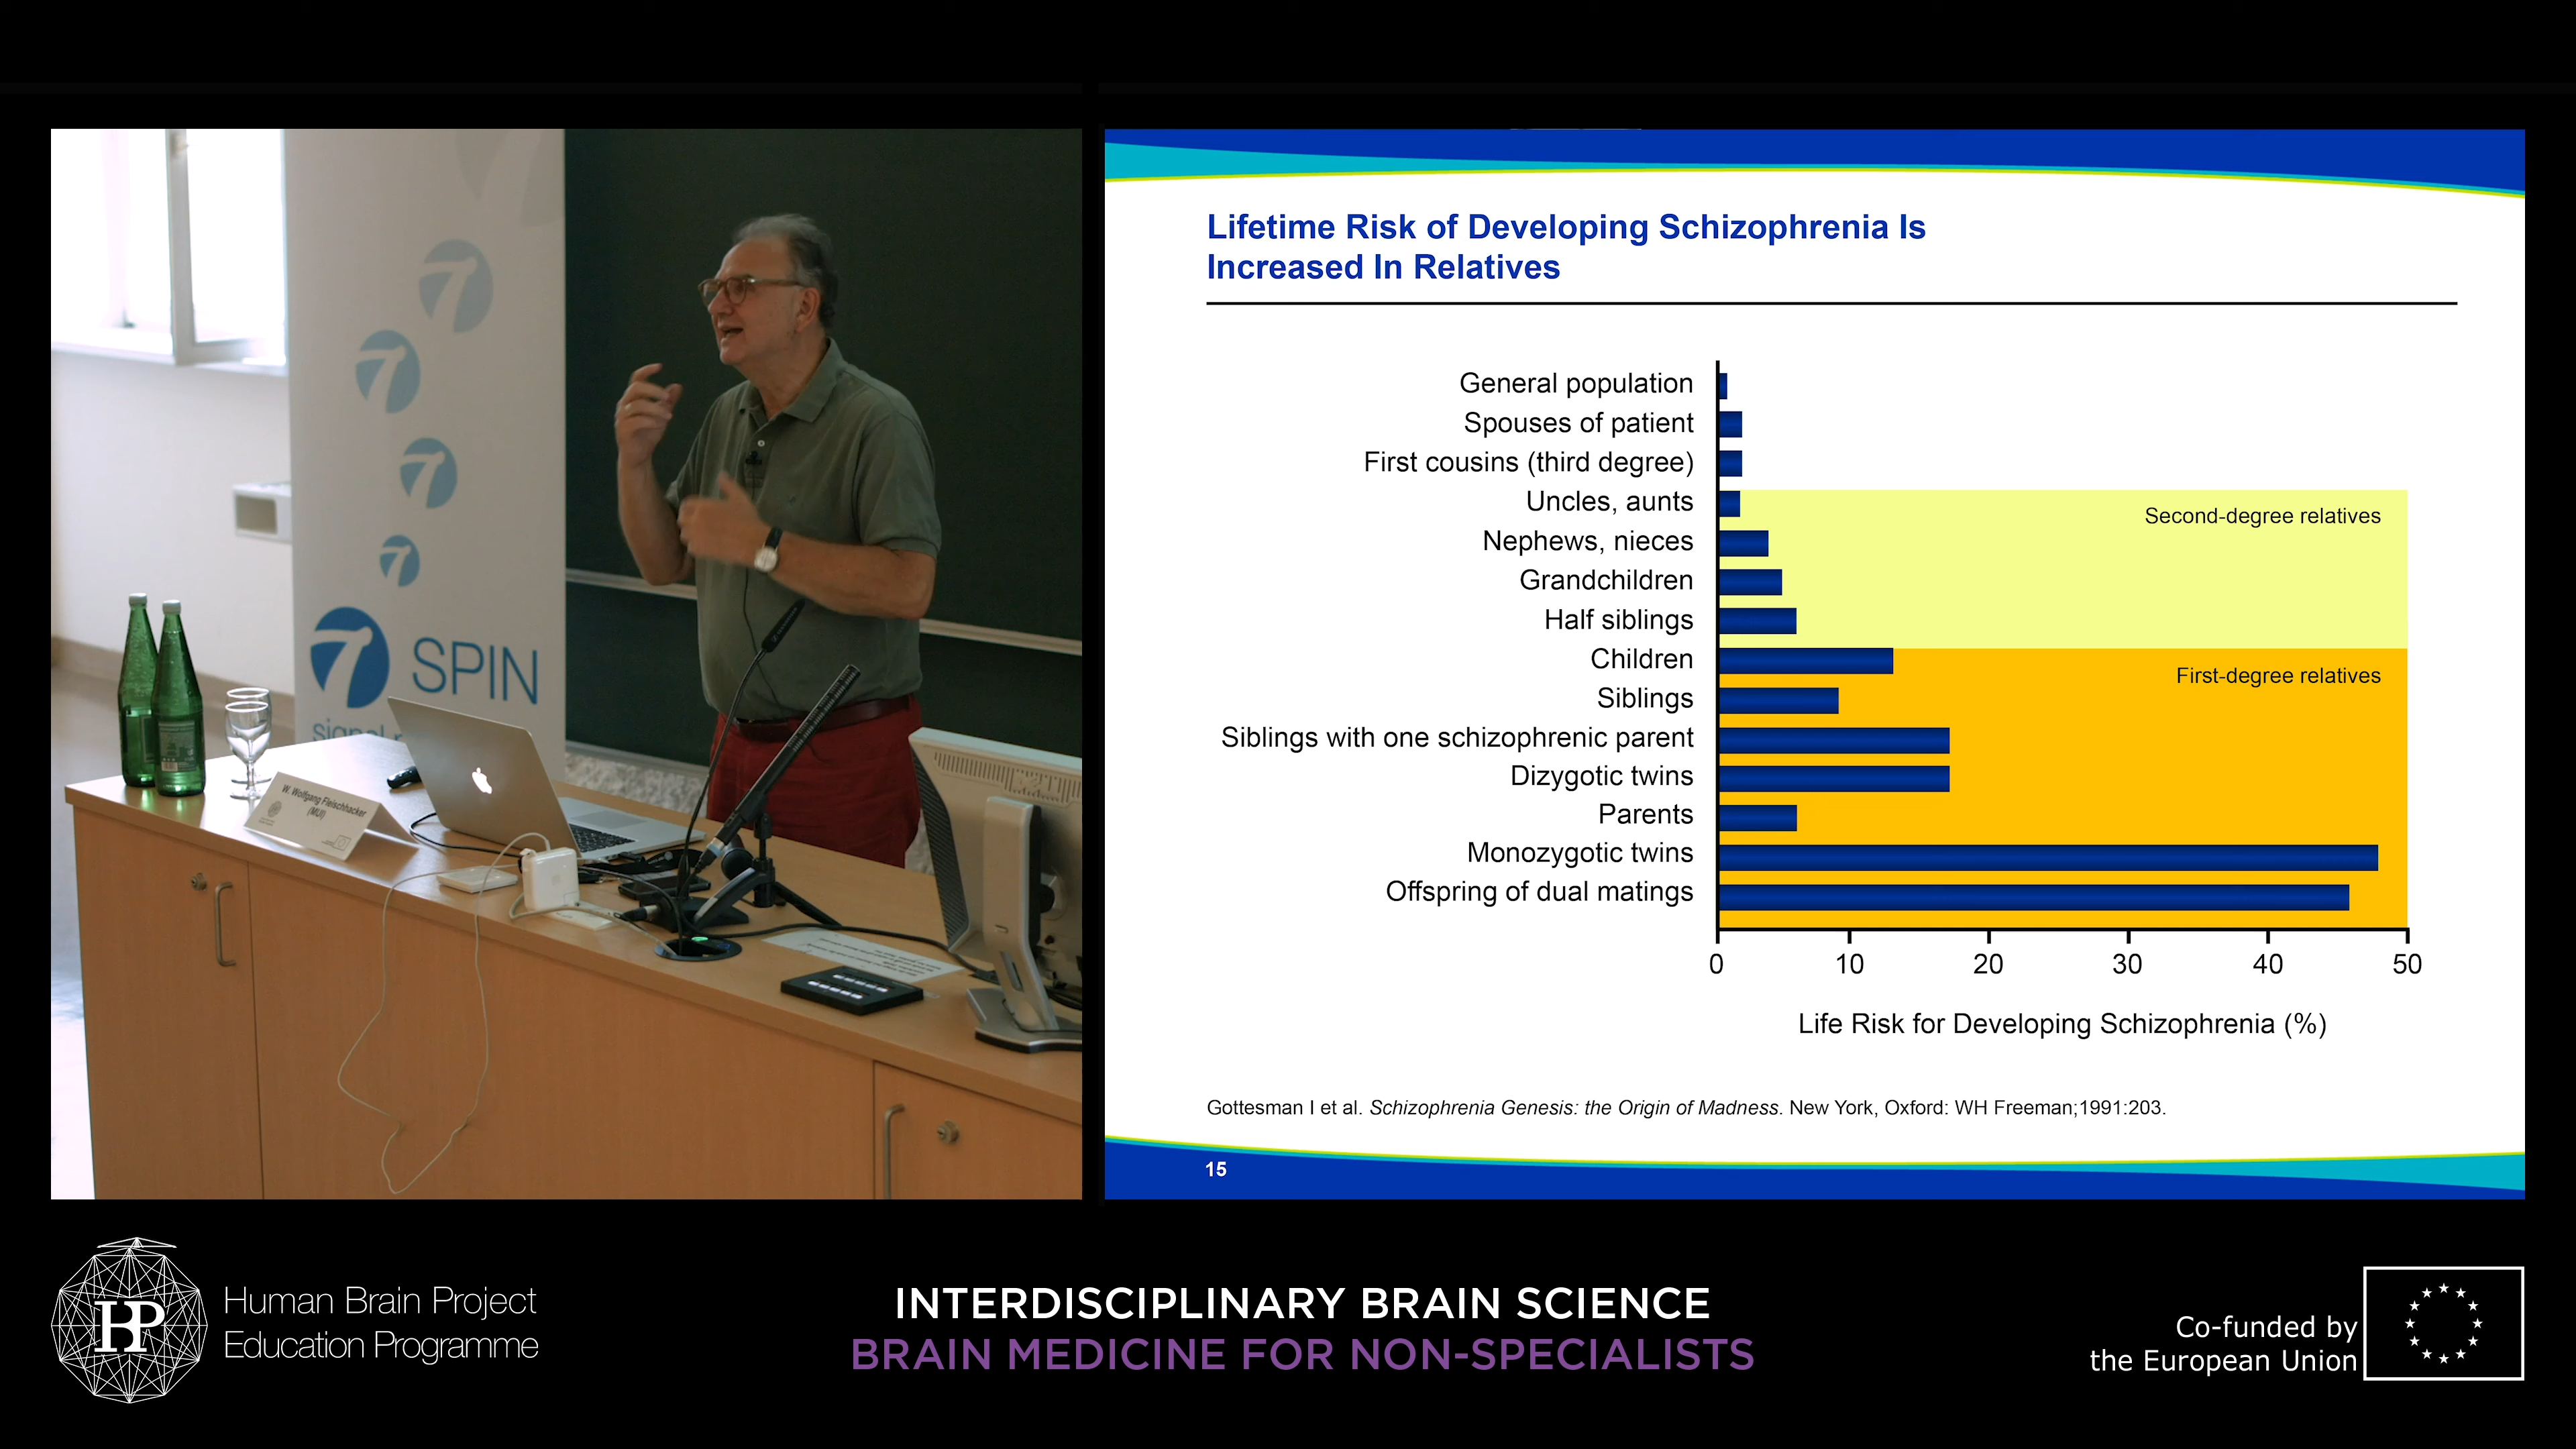 SPIN
W. Wolfgang Fleischhacker
(MUI)
Lifetime Risk of Developing Schizophrenia Is
Increased In Relatives
General population
Spouses of patient
First cousins (third degree)
Uncles, aunts
Nephews, nieces
Grandchildren
Half siblings
Children
Siblings
Siblings with one schizophrenic parent
Dizygotic twins
Parents
Monozygotic twins
Offspring of dual matings
Second-degree relatives
First-degree relatives
0 10 20 30 40 50
Life Risk for Developing Schizophrenia (%)
Gottesman I et al. Schizophrenia Genesis: the Origin of Madness. New York, Oxford: WH Freeman;1991:203.
15
HBP
Human Brain Project
Education Programme
INTERDISCIPLINARY BRAIN SCIENCE
BRAIN MEDICINE FOR NON-SPECIALISTS
Co-funded by
the European Union